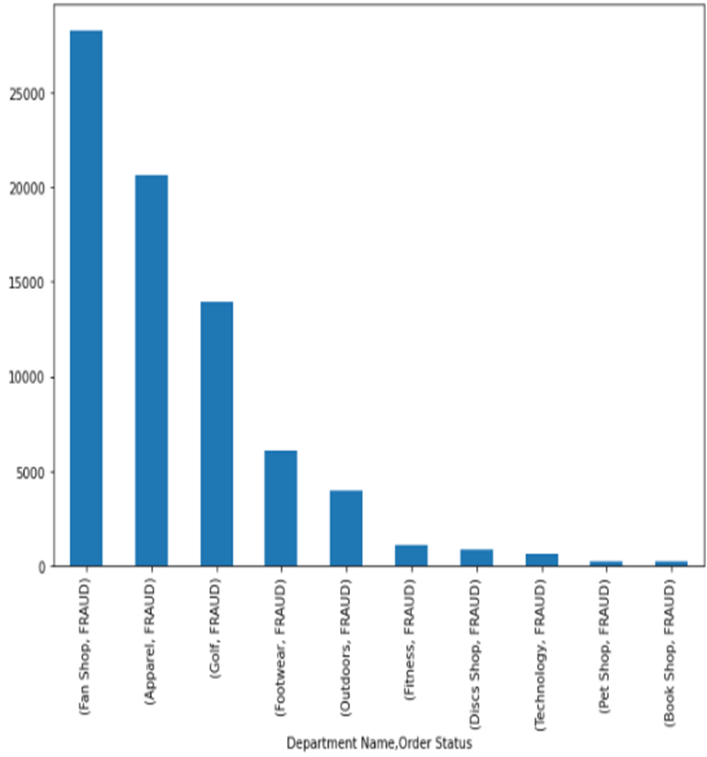 25000
20000
15000
10000
5000
0
(Fan Shop, FRAUD)
(Apparel, FRAUD)
(Golf, FRAUD)
(Footwear, FRAUD)
(Outdoors, FRAUD)
(Fitness, FRAUD)
(Discs Shop, FRAUD)
(Technology, FRAUD)
(Pet Shop, FRAUD)
(Book Shop, FRAUD)
Department Name,Order Status